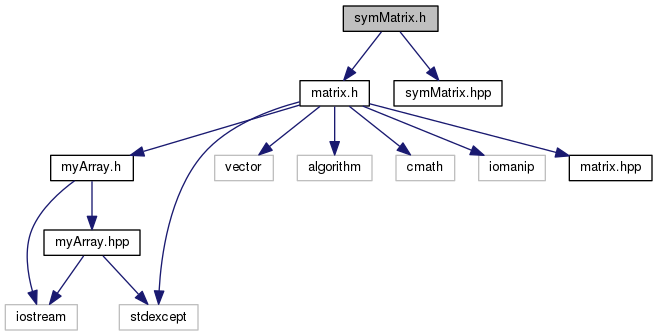 symMatrix.h
matrix.h
symMatrix.hpp
myArray.h
vector
algorithm
cmath
iomanip
matrix.hpp
myArray.hpp
iostream
stdexcept